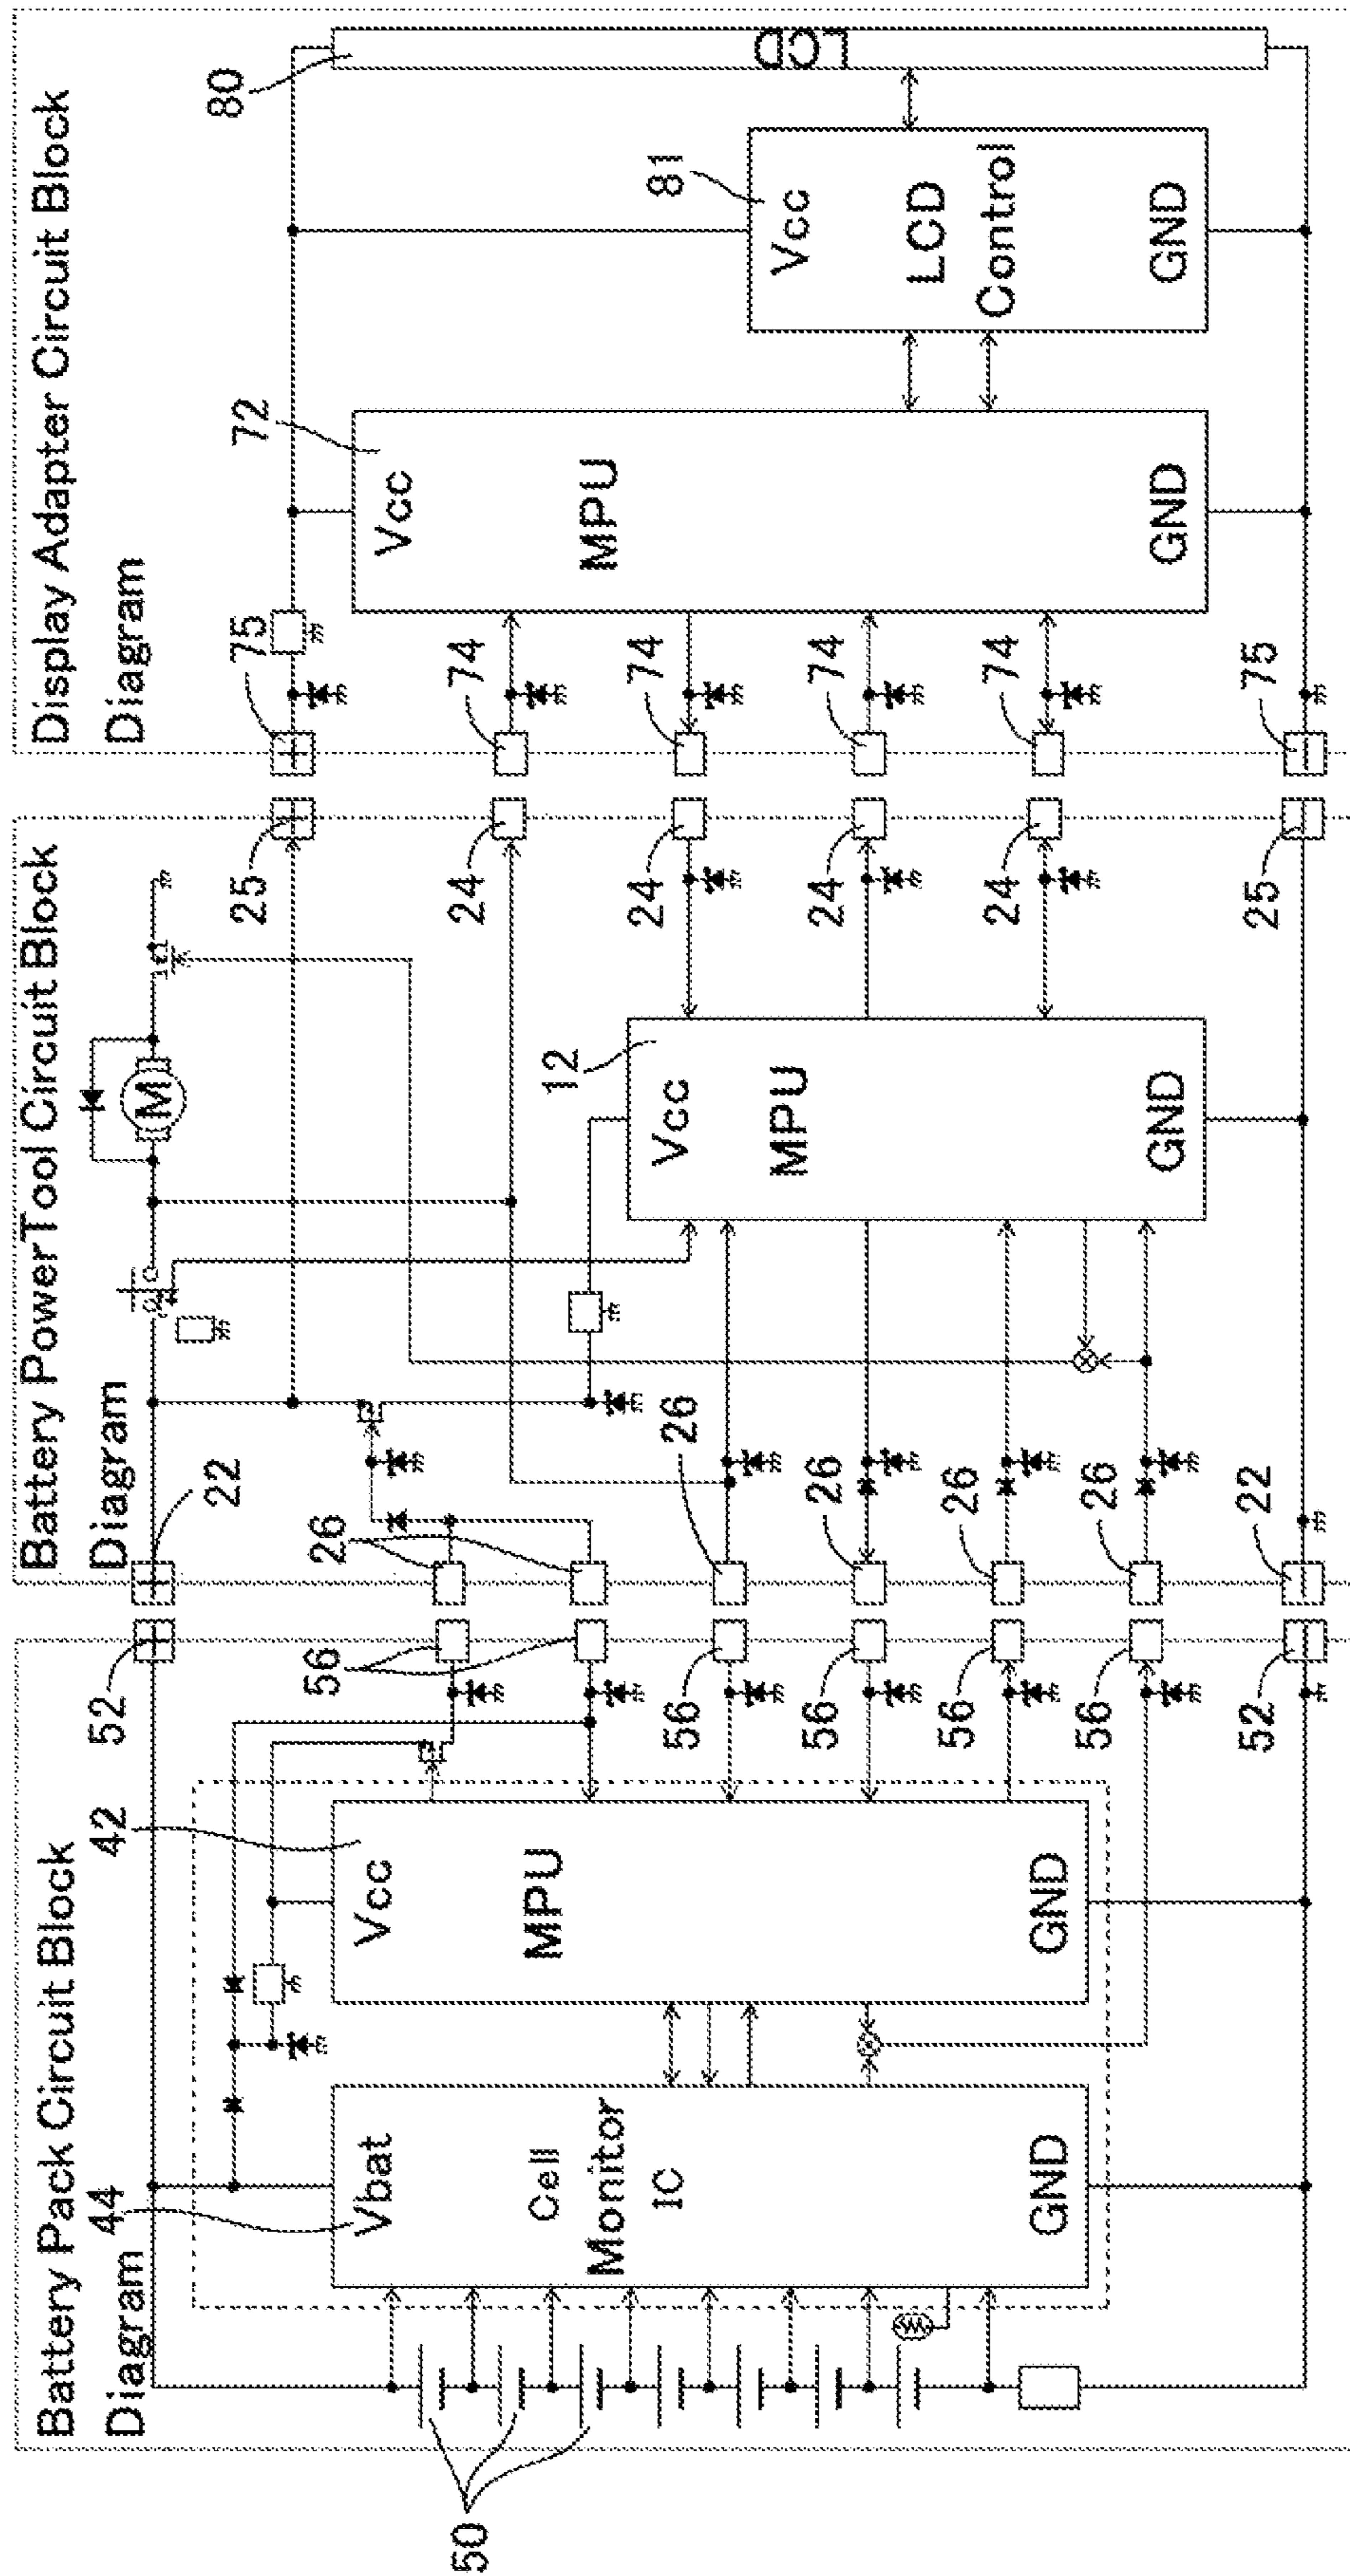 Battery Pack Circuit Block
Diagram
44
42
52
Vbat
Cell
Monitor
IC
GND
Vcc
MPU
GND
50
56
56
56
56
56
52
Battery PowerTool Circuit Block
Diagram
22
26
26
26
26
26
22
M
12
Vcc
MPU
GND
25
24
24
24
24
25
Display Adapter Circuit Block
Diagram
75
74
74
74
74
75
72
Vcc
MPU
GND
81
Vcc
LCD
Control
GND
80
LCD